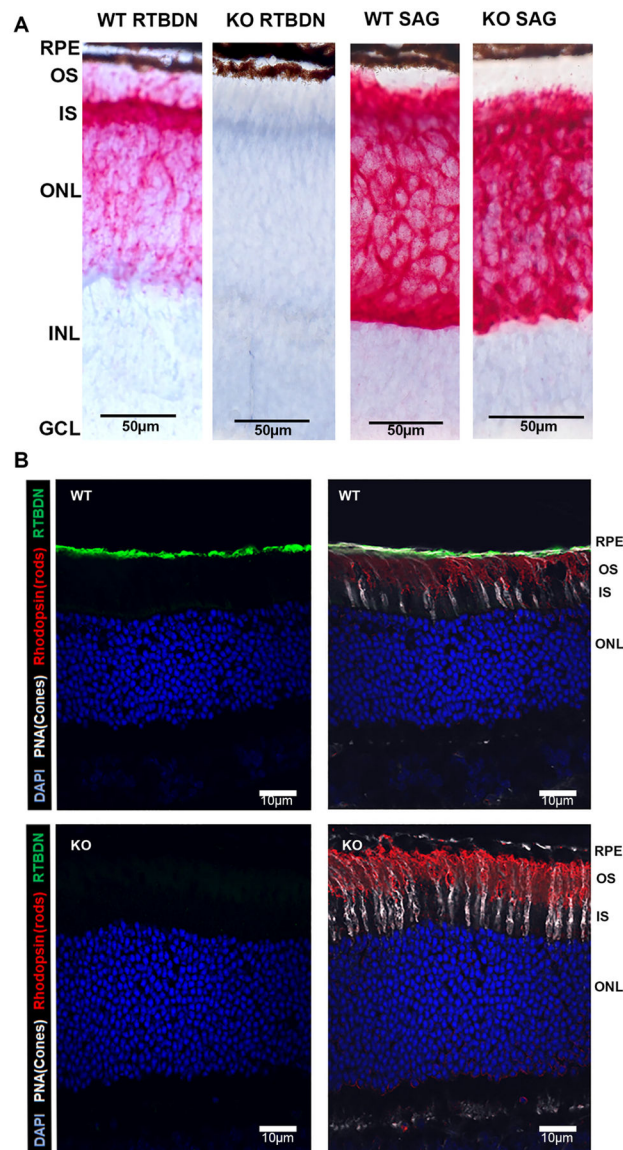 A
WT RTBDN
KO RTBDN
WT SAG
KO SAG
RPE
OS
IS
ONL
INL
GCL
50µm
50µm
50µm
50µm
B
DAPI PNA(Cones) Rhodopsin(rods) RTBDN
WT
10µm
WT
RPE
OS
IS
ONL
10µm
DAPI PNA(Cones) Rhodopsin(rods) RTBDN
KO
10µm
KO
RPE
OS
IS
ONL
10µm